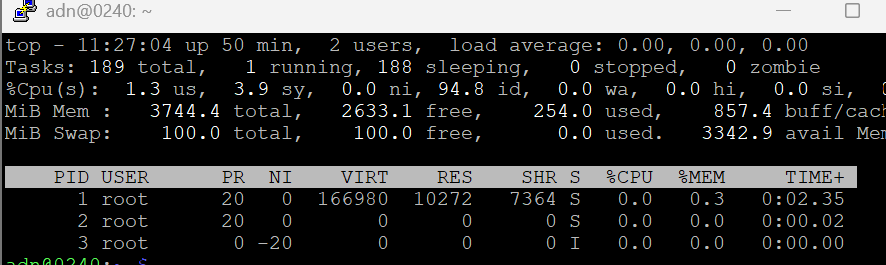 adn@0240: ~
top - 11:27:04 up 50 min,  2 users,  load average: 0.00, 0.00, 0.00
Tasks: 189 total,   1 running, 188 sleeping,   0 stopped,   0 zombie
%Cpu(s):  1.3 us,  3.9 sy,  0.0 ni, 94.8 id,  0.0 wa,  0.0 hi,  0.0 si,
MiB Mem :   3744.4 total,   2633.1 free,    254.0 used,    857.4 buff/cach
MiB Swap:    100.0 total,    100.0 free,      0.0 used.   3342.9 avail Mem
PID USER      PR  NI    VIRT    RES    SHR S  %CPU  %MEM     TIME+
1 root      20   0  166980  10272   7364 S   0.0   0.3   0:02.35
2 root      20   0       0      0      0 S   0.0   0.0   0:00.02
3 root       0 -20       0      0      0 I   0.0   0.0   0:00.00
adn@0240:~ $